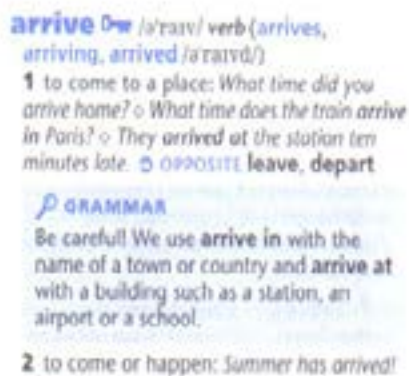 arrive /əˈraɪv/ verb (arrives,
arriving, arrived /əˈraɪvd/)
1 to come to a place: What time did you
arrive home? ◇ What time does the train arrive
in Paris? ◇ They arrived at the station ten
minutes late. OPPOSITE leave, depart
GRAMMAR
Be careful! We use arrive in with the
name of a town or country and arrive at
with a building such as a station, an
airport or a school.
2 to come or happen: Summer has arrived!